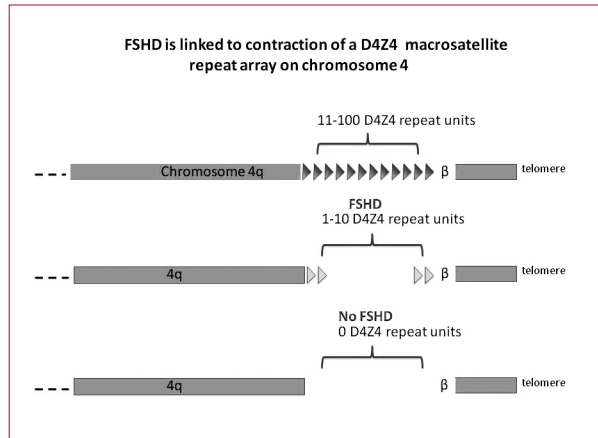 FSHD is linked to contraction of a D4Z4 macrosatellite
repeat array on chromosome 4
11-100 D4Z4 repeat units
Chromosome 4q β telomere
FSHD
1-10 D4Z4 repeat units
4q β telomere
No FSHD
0 D4Z4 repeat units
4q β telomere